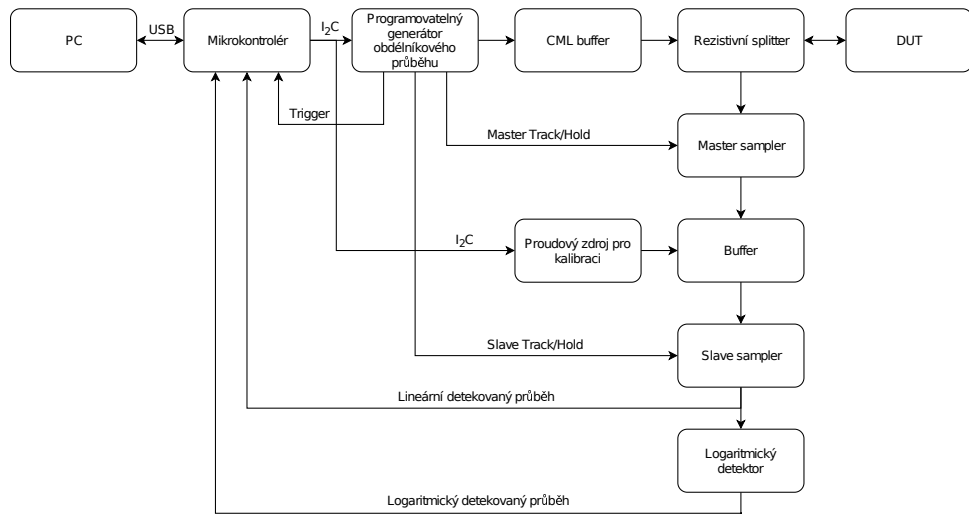 PC
USB
Mikrokontrolér
I2C
Programovatelný
generátor
obdélníkového
průběhu
CML buffer
Rezistivní splitter
DUT
Trigger
Master Track/Hold
Master sampler
I2C
Proudový zdroj pro
kalibraci
Buffer
Slave Track/Hold
Slave sampler
Lineární detekovaný průběh
Logaritmický
detektor
Logaritmický detekovaný průběh